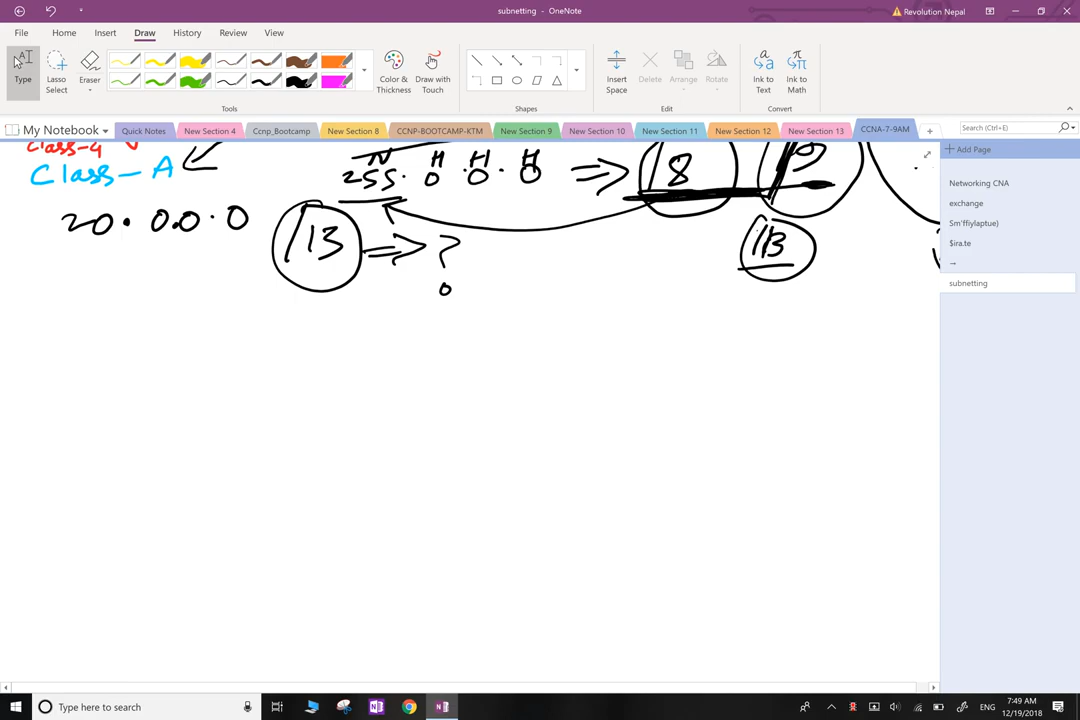 subnetting - OneNote
Revolution Nepal
File Home Insert Draw History View
Type
Lasso Select
Eraser
Color & Thickness
Draw with Touch
Insert Space
Delete
Arrange
Rotate
Ink to Text
Ink to Math
Tools
Shapes
Edit
Convert
My Notebook
Quick Notes New Section 4 Ccnp_Bootcamp New Section 8 CCNP-BOOTCAMP-KTM New Section 9 New Section 10 New Section 11 New Section 12 New Section 13 CCNA-7-9AM
Search (Ctrl+E)
Add Page
Networking CNA
exchange
Sm'ffiylaptue)
$ira.te
→
subnetting
N H H H
Class-A 255.0.0.0 ⇒ /8
20.0.0.0 /13 ⇒ ? /13
Type here to search
ENG
7:49 AM
12/19/2018